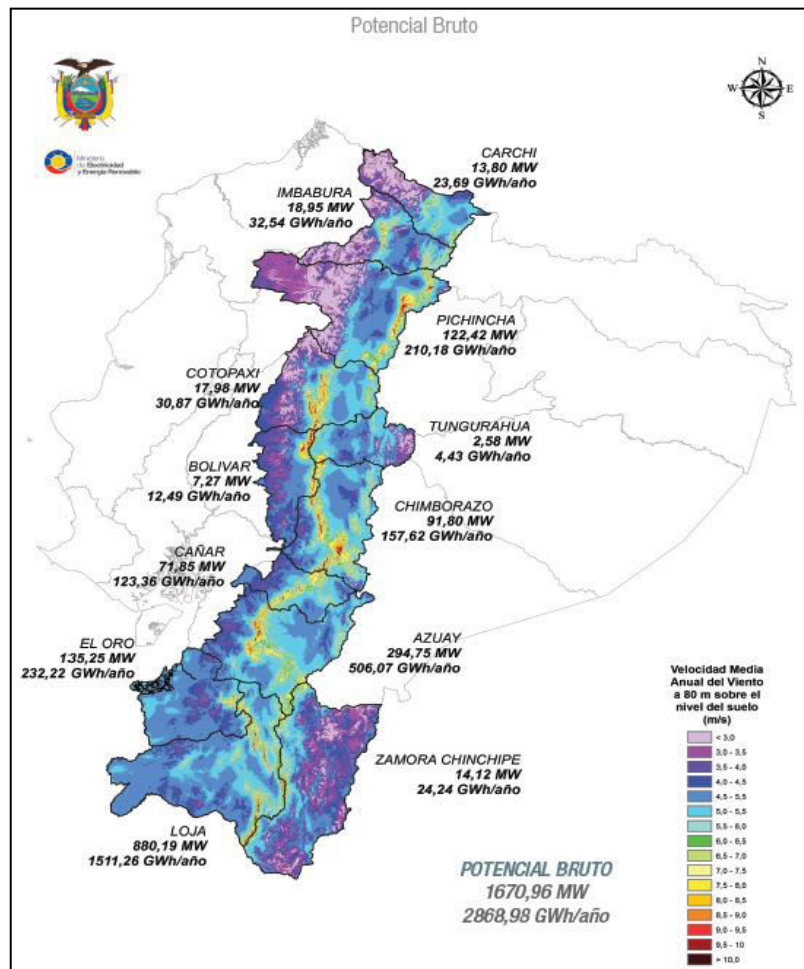 Potencial Bruto
N
W E
S
Ministerio
de Electricidad
y Energía Renovable
CARCHI
13,80 MW
23,69 GWh/año
IMBABURA
18,95 MW
32,54 GWh/año
PICHINCHA
122,42 MW
210,18 GWh/año
COTOPAXI
17,98 MW
30,87 GWh/año
TUNGURAHUA
2,58 MW
4,43 GWh/año
BOLIVAR
7,27 MW
12,49 GWh/año
CHIMBORAZO
91,80 MW
157,62 GWh/año
CAÑAR
71,85 MW
123,36 GWh/año
EL ORO
135,25 MW
232,22 GWh/año
AZUAY
294,75 MW
506,07 GWh/año
ZAMORA CHINCHIPE
14,12 MW
24,24 GWh/año
LOJA
880,19 MW
1511,26 GWh/año
POTENCIAL BRUTO
1670,96 MW
2868,98 GWh/año
Velocidad Media
Anual del Viento
a 80 m sobre el
nivel del suelo
(m/s)
< 3,0
3,0 - 3,5
3,5 - 4,0
4,0 - 4,5
4,5 - 5,5
5,0 - 5,5
5,5 - 6,0
6,0 - 6,5
6,5 - 7,0
7,0 - 7,5
7,5 - 8,0
8,0 - 8,5
8,5 - 9,0
9,0 - 9,5
9,5 - 10
> 10,0